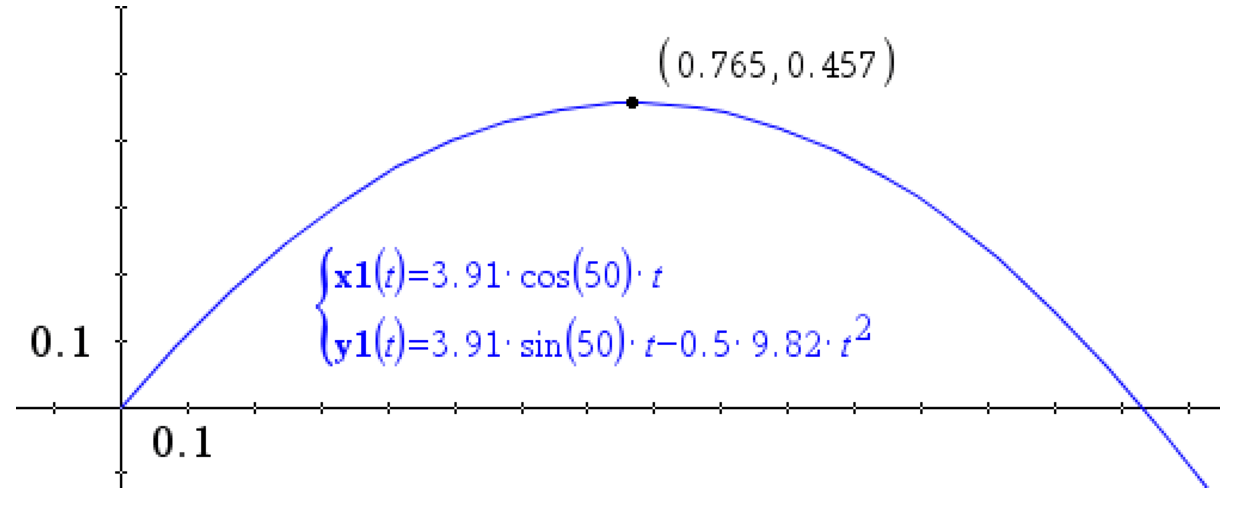 (0.765,0.457)
x1(t)=3.91· cos(50)· t
y1(t)=3.91· sin(50)· t−0.5· 9.82· t²
0.1
0.1